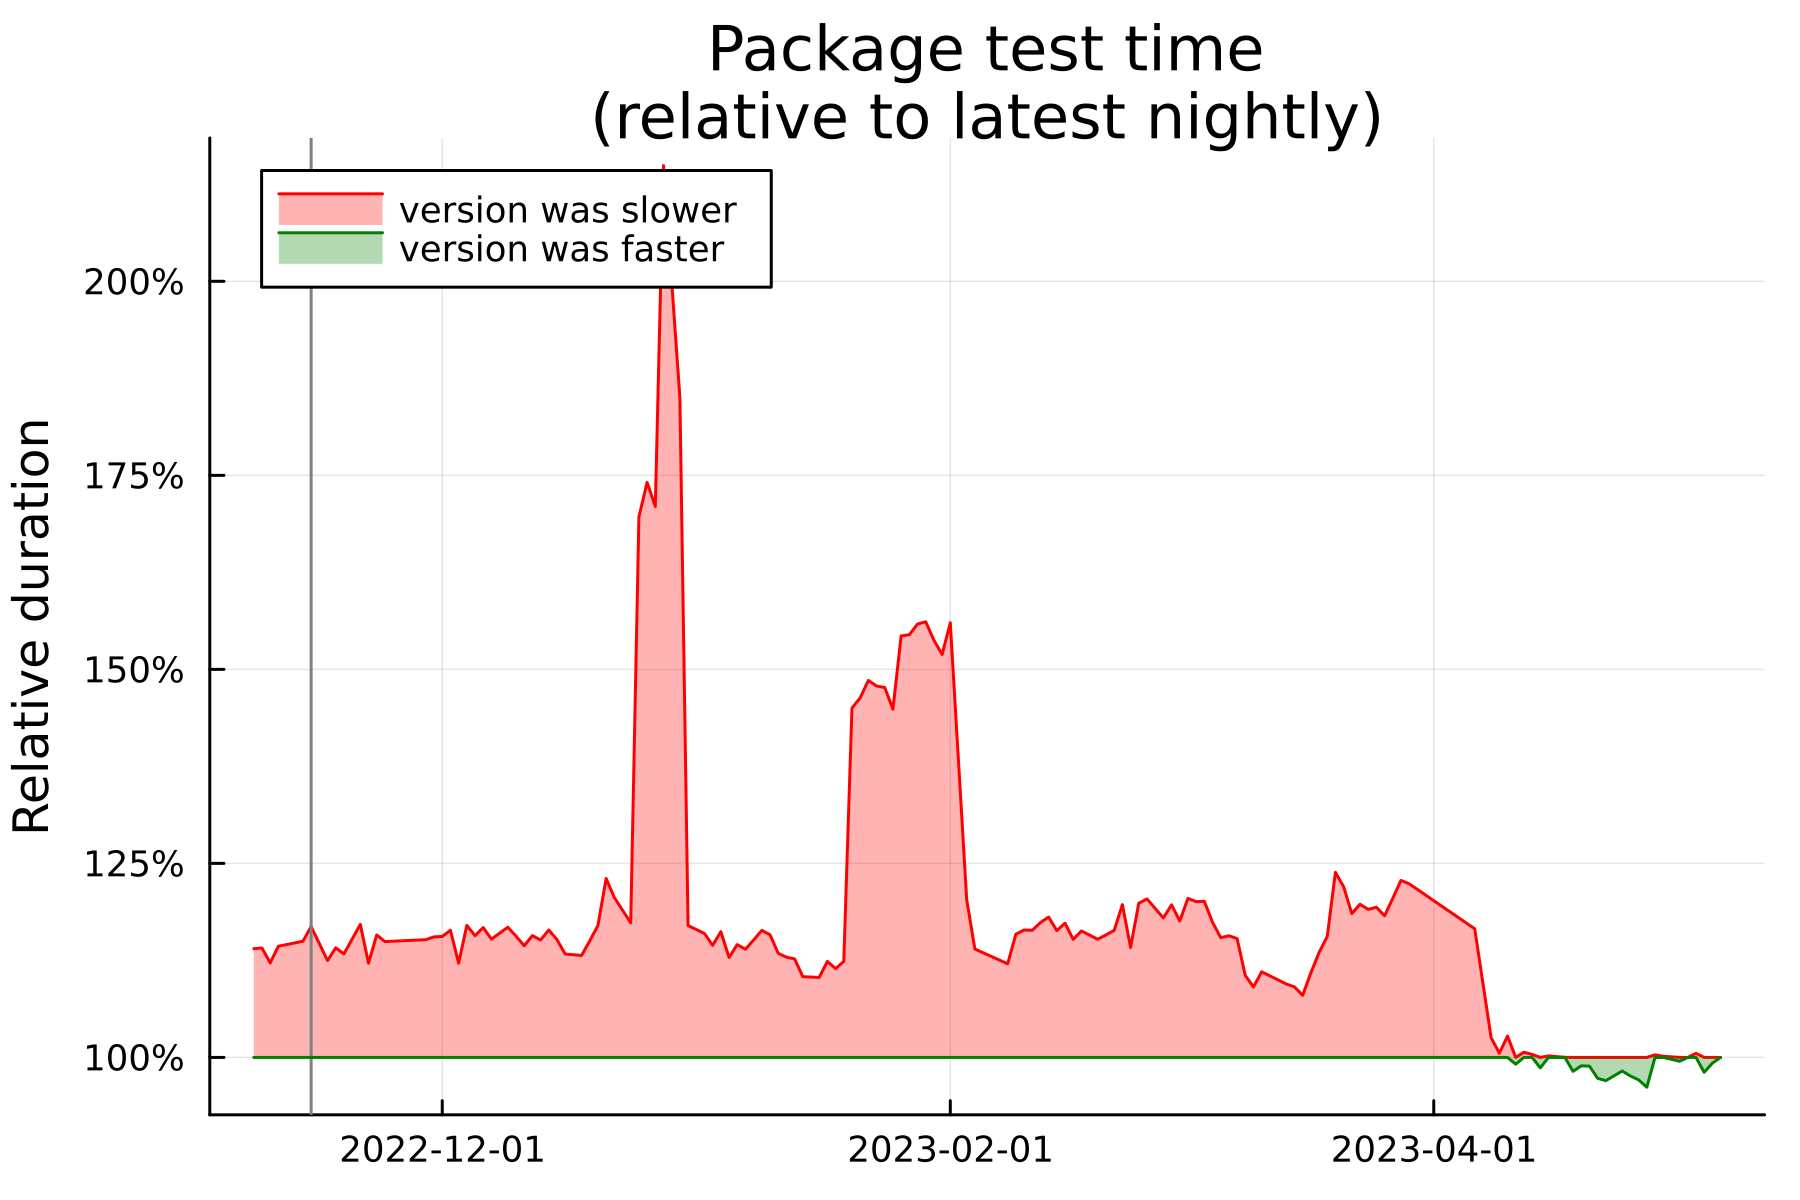 Package test time
(relative to latest nightly)
version was slower
version was faster
200%
175%
150%
125%
100%
Relative duration
2022-12-01
2023-02-01
2023-04-01